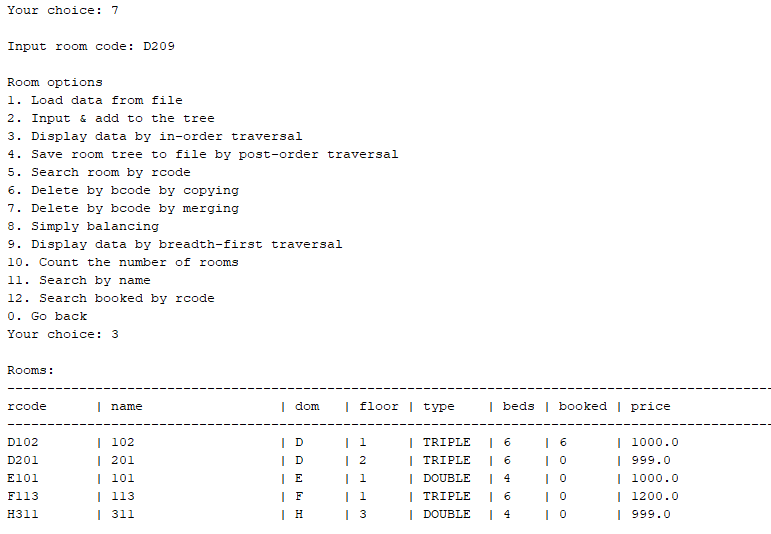 Your choice: 7
Input room code: D209
Room options
1. Load data from file
2. Input & add to the tree
3. Display data by in-order traversal
4. Save room tree to file by post-order traversal
5. Search room by rcode
6. Delete by bcode by copying
7. Delete by bcode by merging
8. Simply balancing
9. Display data by breadth-first traversal
10. Count the number of rooms
11. Search by name
12. Search booked by rcode
0. Go back
Your choice: 3
Rooms:
------------------------------------------------------------------------------------------------
rcode | name | dom | floor | type | beds | booked | price
------------------------------------------------------------------------------------------------
D102 | 102 | D | 1 | TRIPLE | 6 | 6 | 1000.0
D201 | 201 | D | 2 | TRIPLE | 6 | 0 | 999.0
E101 | 101 | E | 1 | DOUBLE | 4 | 0 | 1000.0
F113 | 113 | F | 1 | TRIPLE | 6 | 0 | 1200.0
H311 | 311 | H | 3 | DOUBLE | 4 | 0 | 999.0